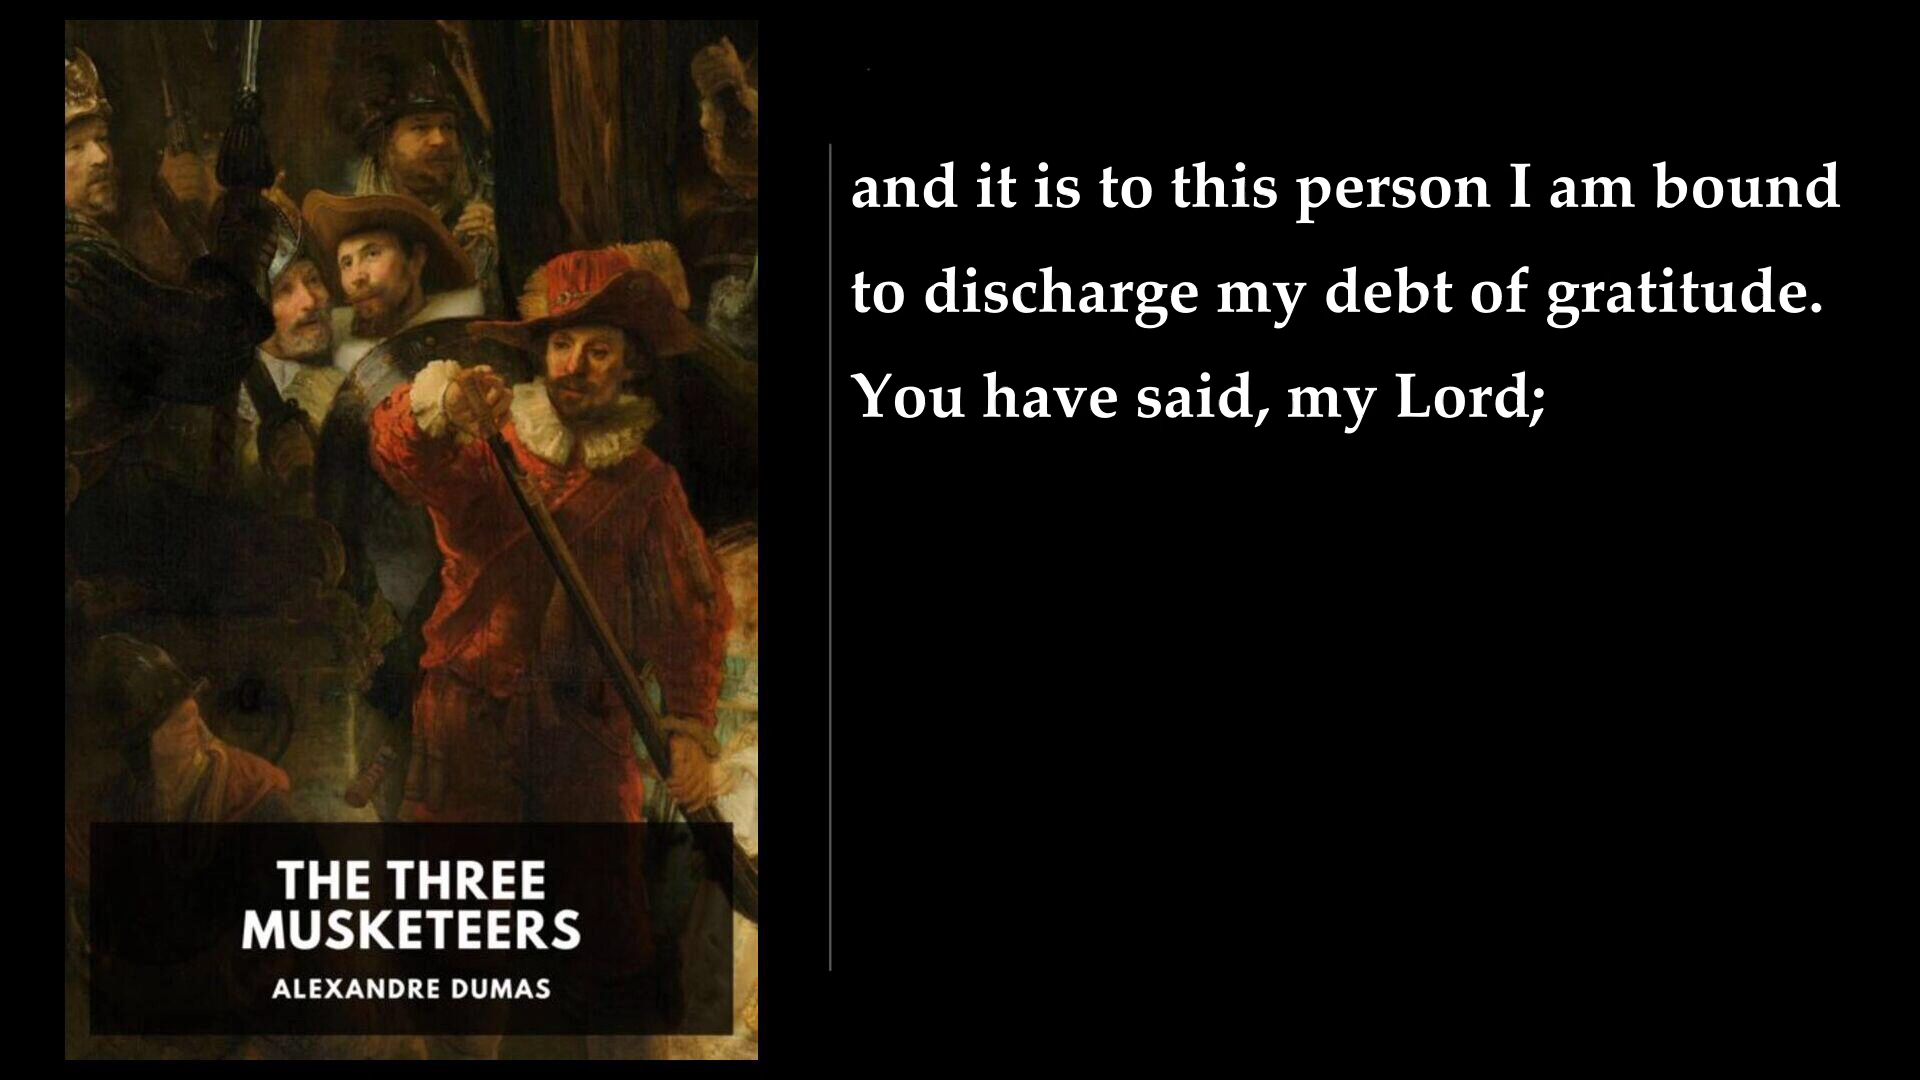 THE THREE
MUSKETEERS
ALEXANDRE DUMAS
and it is to this person I am bound
to discharge my debt of gratitude.
You have said, my Lord;